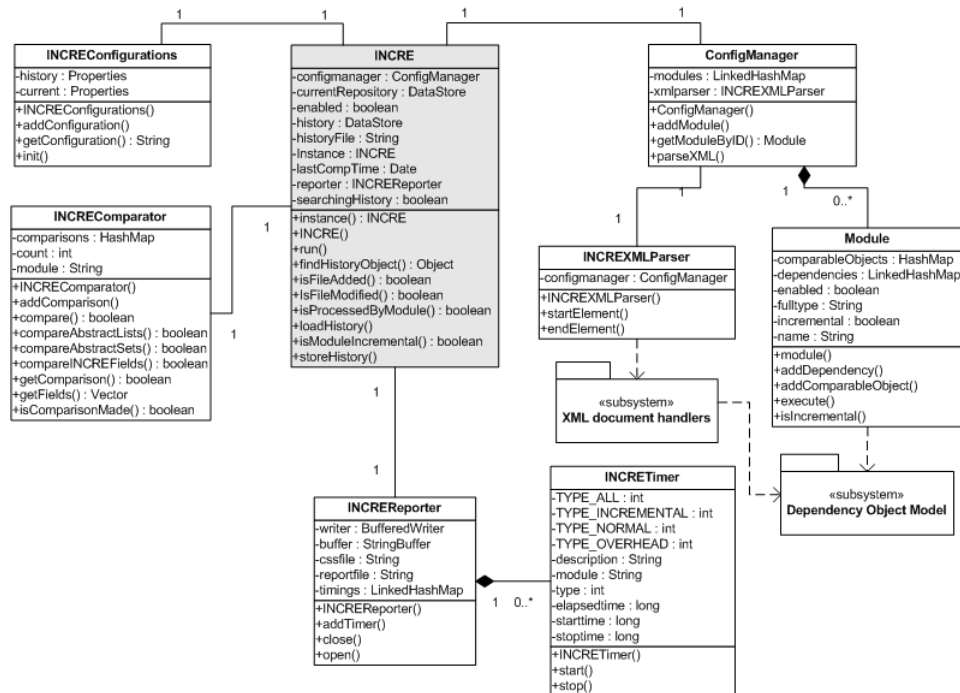 1
1
1
1
INCREConfigurations
-history : Properties
-current : Properties
+INCREConfigurations()
+addConfiguration()
+getConfiguration() : String
+init()
INCRE
-configmanager : ConfigManager
-currentRepository : DataStore
-enabled : boolean
-history : DataStore
-historyFile : String
-Instance : INCRE
-lastCompTime : Date
-reporter : INCREReporter
-searchingHistory : boolean
+instance() : INCRE
+INCRE()
+run()
+findHistoryObject() : Object
+isFileAdded() : boolean
+IsFileModified() : boolean
+isProcessedByModule() : boolean
+loadHistory()
+isModuleIncremental() : boolean
+storeHistory()
ConfigManager
-modules : LinkedHashMap
-xmlparser : INCREXMLParser
+ConfigManager()
+addModule()
+getModuleByID() : Module
+parseXML()
1
1
1
0..*
INCREComparator
-comparisons : HashMap
-count : int
-module : String
+INCREComparator()
+addComparison()
+compare() : boolean
+compareAbstractLists() : boolean
+compareAbstractSets() : boolean
+compareINCREFields() : boolean
+getComparison() : boolean
+getFields() : Vector
+isComparisonMade() : boolean
1
1
INCREXMLParser
-configmanager : ConfigManager
+INCREXMLParser()
+startElement()
+endElement()
Module
-comparableObjects : HashMap
-dependencies : LinkedHashMap
-enabled : boolean
-fulltype : String
-incremental : boolean
-name : String
+module()
+addDependency()
+addComparableObject()
+execute()
+isIncremental()
«subsystem»
XML document handlers
«subsystem»
Dependency Object Model
1
1
INCREReporter
-writer : BufferedWriter
-buffer : StringBuffer
-cssfile : String
-reportfile : String
-timings : LinkedHashMap
+INCREReporter()
+addTimer()
+close()
+open()
1
0..*
INCRETimer
-TYPE_ALL : int
-TYPE_INCREMENTAL : int
-TYPE_NORMAL : int
-TYPE_OVERHEAD : int
-description : String
-module : String
-type : int
-elapsedtime : long
-starttime : long
-stoptime : long
+INCRETimer()
+start()
+stop()